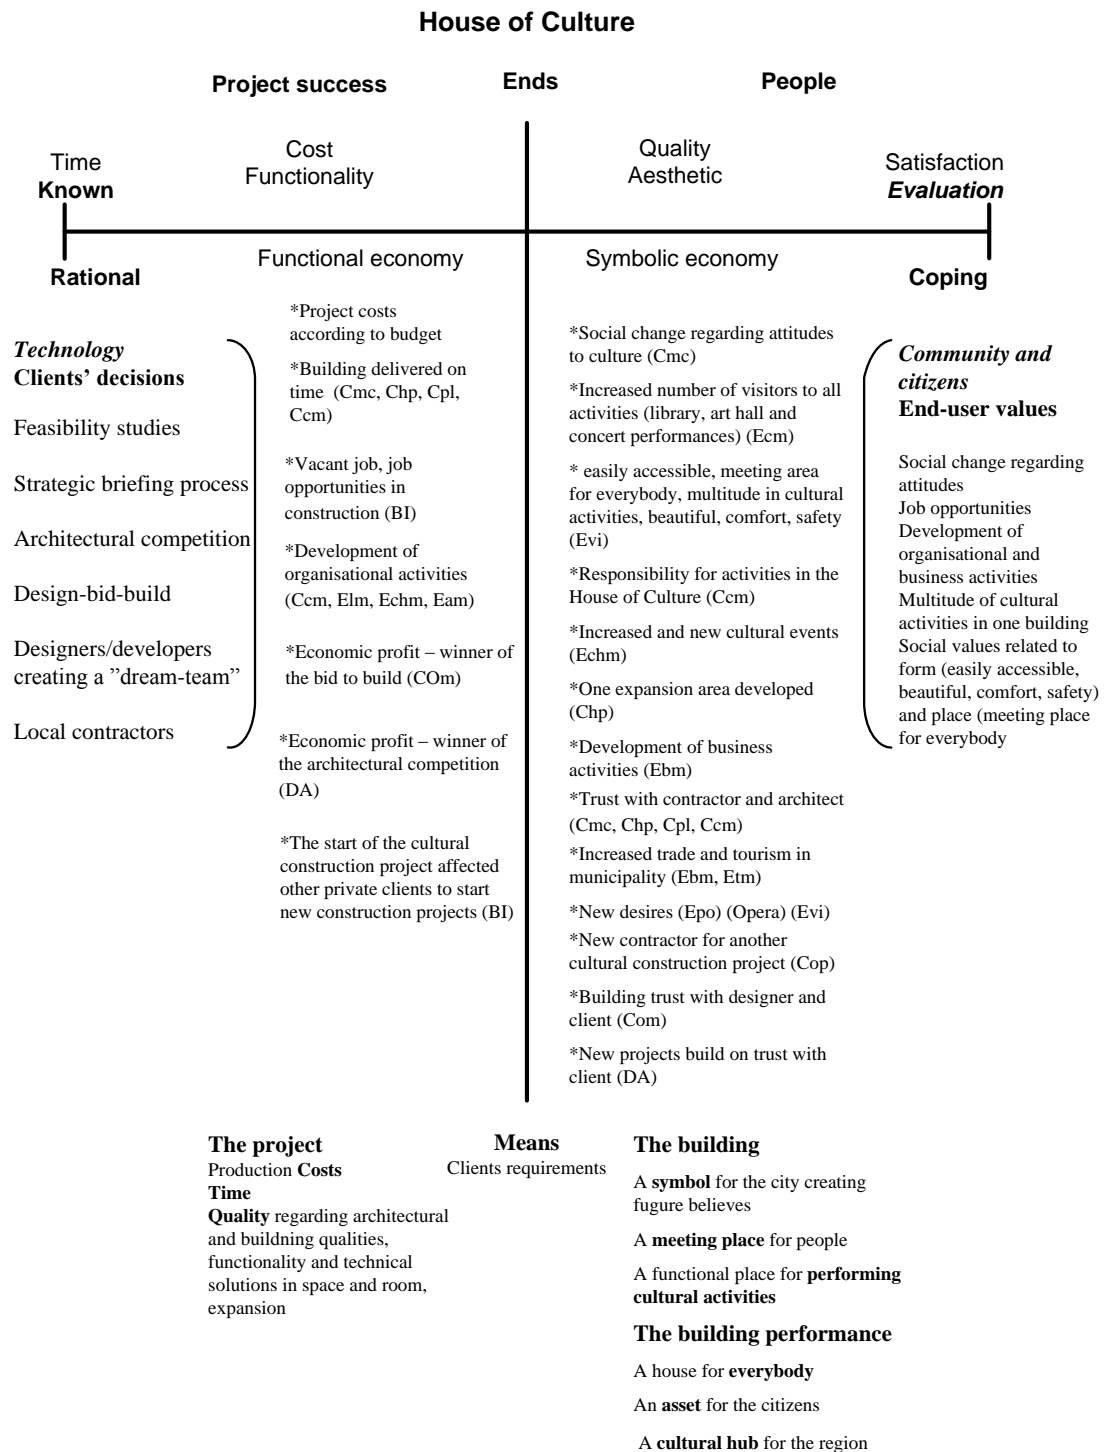 House of Culture
Project success
Ends
People
Time
Known
Cost
Functionality
Quality
Aesthetic
Satisfaction
Evaluation
Rational
Functional economy
Symbolic economy
Coping
Technology
Clients' decisions
Feasibility studies
Strategic briefing process
Architectural competition
Design-bid-build
Designers/developers
creating a ”dream-team”
Local contractors
*Project costs
according to budget
*Building delivered on
time (Cmc, Chp, Cpl,
Ccm)
*Vacant job, job
opportunities in
construction (BI)
*Development of
organisational activities
(Ccm, Elm, Echm, Eam)
*Economic profit – winner of
the bid to build (COm)
*Economic profit – winner of
the architectural competition
(DA)
*The start of the cultural
construction project affected
other private clients to start
new construction projects (BI)
*Social change regarding attitudes
to culture (Cmc)
*Increased number of visitors to all
activities (library, art hall and
concert performances) (Ecm)
* easily accessible, meeting area
for everybody, multitude in cultural
activities, beautiful, comfort, safety
(Evi)
*Responsibility for activities in the
House of Culture (Ccm)
*Increased and new cultural events
(Echm)
*One expansion area developed
(Chp)
*Development of business
activities (Ebm)
*Trust with contractor and architect
(Cmc, Chp, Cpl, Ccm)
*Increased trade and tourism in
municipality (Ebm, Etm)
*New desires (Epo) (Opera) (Evi)
*New contractor for another
cultural construction project (Cop)
*Building trust with designer and
client (Com)
*New projects build on trust with
client (DA)
Community and
citizens
End-user values
Social change regarding
attitudes
Job opportunities
Development of
organisational and
business activities
Multitude of cultural
activities in one building
Social values related to
form (easily accessible,
beautiful, comfort, safety)
and place (meeting place
for everybody
The project
Production Costs
Time
Quality regarding architectural
and buildning qualities,
functionality and technical
solutions in space and room,
expansion
Means
Clients requirements
The building
A symbol for the city creating
fugure believes
A meeting place for people
A functional place for performing
cultural activities
The building performance
A house for everybody
An asset for the citizens
A cultural hub for the region